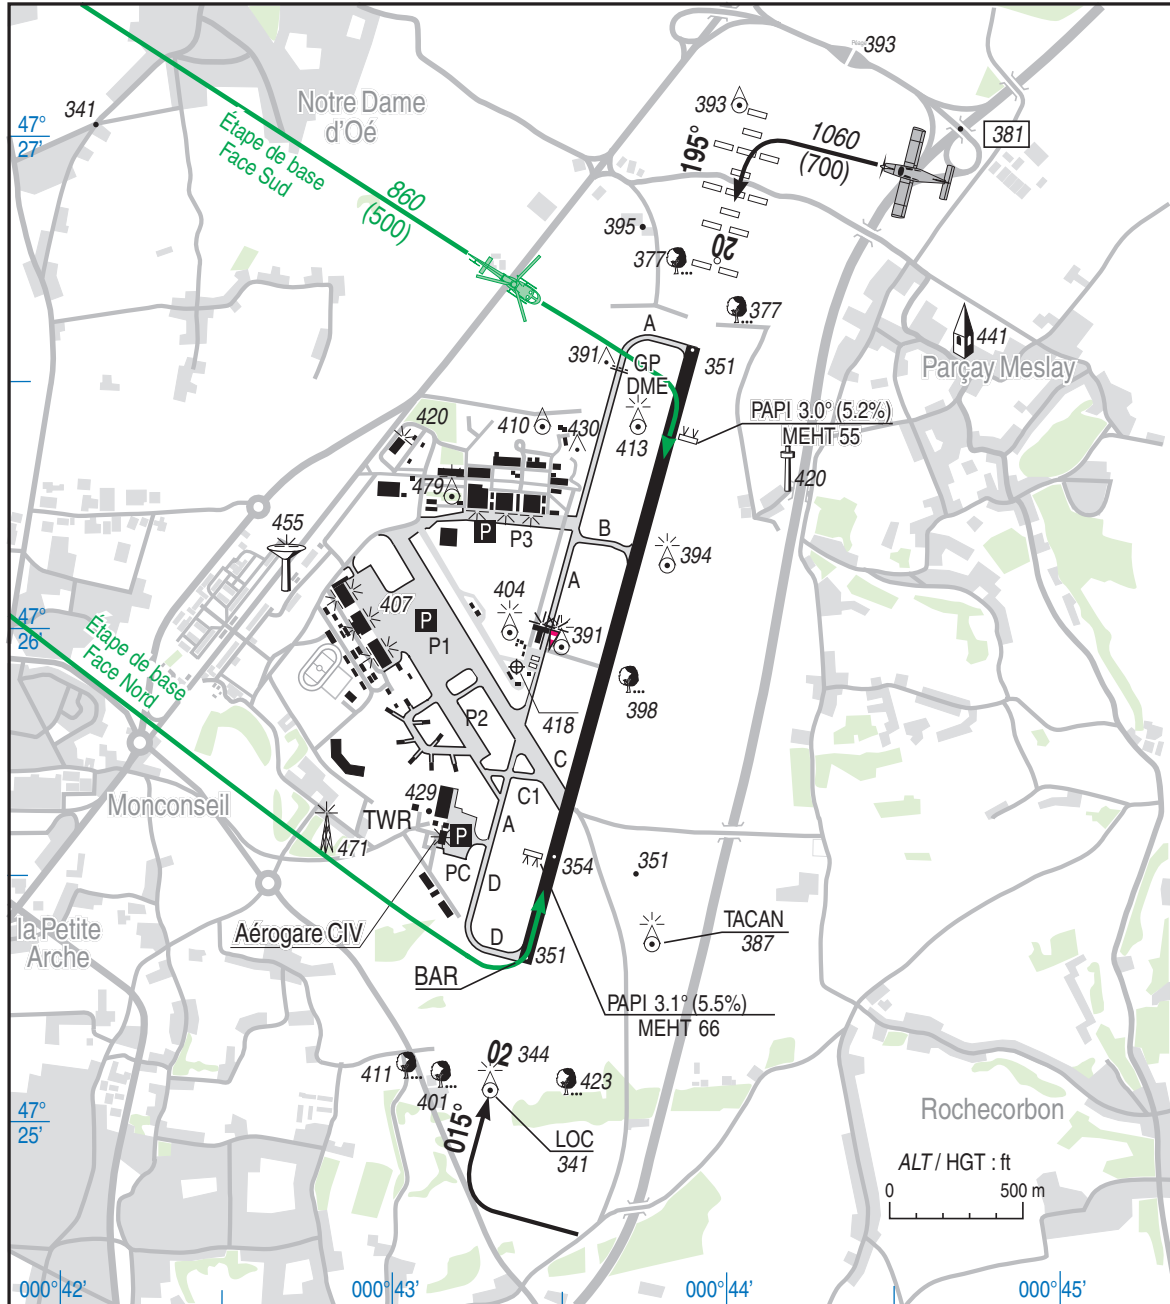 393
341
Notre Dame
d'Oé
393
381
47°
27'
Étape de base
Face Sud
195°
1060
(700)
860
(500)
395
377
20
377
A
441
391
GP
DME
351
Parçay Meslay
PAPI 3.0° (5.2%)
MEHT 55
420
410
430
413
420
479
455
P
P3
B
394
A
404
407
P
P1
391
47°
26'
Étape de base
Face Nord
398
P2
418
C
C1
Monconseil
429
TWR
A
P
471
354
351
PC
D
la Petite
Arche
Aérogare CIV
D
TACAN
387
351
BAR
PAPI 3.1° (5.5%)
MEHT 66
02
344
411
401
423
47°
25'
015°
LOC
341
Rochecorbon
ALT / HGT : ft
0
500 m
000° 42'
000° 43'
000° 44'
000° 45'